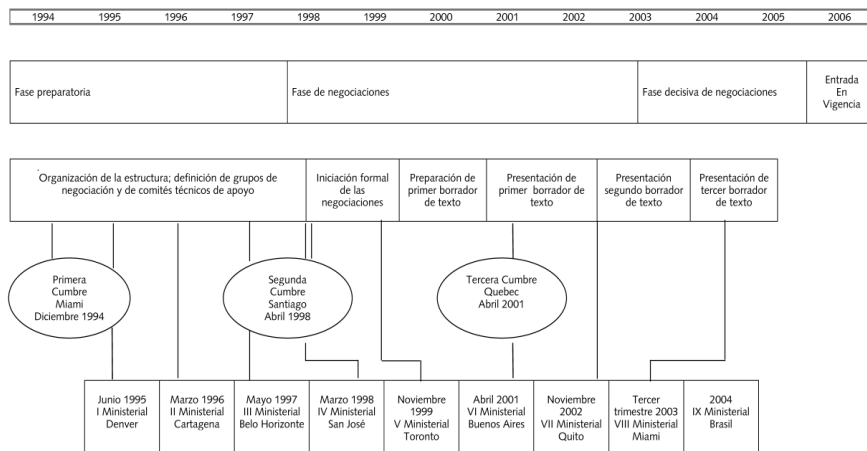 1994 1995 1996 1997 1998 1999 2000 2001 2002 2003 2004 2005 2006
Fase preparatoria
Fase de negociaciones
Fase decisiva de negociaciones
Entrada
En
Vigencia
Organización de la estructura; definición de grupos de
negociación y de comités técnicos de apoyo
Iniciación formal
de las
negociaciones
Preparación de
primer borrador
de texto
Presentación de
primer borrador de
texto
Presentación
segundo borrador
de texto
Presentación de
tercer borrador
de texto
Primera
Cumbre
Miami
Diciembre 1994
Segunda
Cumbre
Santiago
Abril 1998
Tercera Cumbre
Quebec
Abril 2001
Junio 1995
I Ministerial
Denver
Marzo 1996
II Ministerial
Cartagena
Mayo 1997
III Ministerial
Belo Horizonte
Marzo 1998
IV Ministerial
San José
Noviembre
1999
V Ministerial
Toronto
Abril 2001
VI Ministerial
Buenos Aires
Noviembre
2002
VII Ministerial
Quito
Tercer
trimestre 2003
VIII Ministerial
Miami
2004
IX Ministerial
Brasil